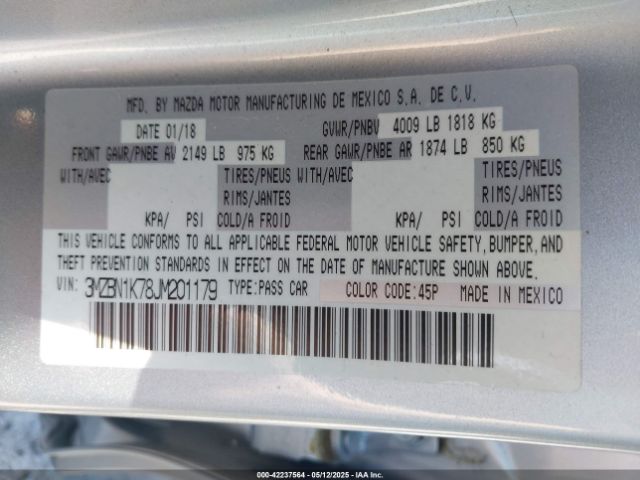 MFD. BY MAZDA MOTOR MANUFACTURING DE MEXICO S.A. DE C.V.
DATE 01/18 GVWR/PNBV 4009 LB 1818 KG
FRONT GAWR/PNBE AV 2149 LB 975 KG REAR GAWR/PNBE AR 1874 LB 850 KG
WITH/AVEC TIRES/PNEUS WITH/AVEC TIRES/PNEUS
RIMS/JANTES RIMS/JANTES
KPA/ PSI COLD/A FROID KPA/ PSI COLD/A FROID
THIS VEHICLE CONFORMS TO ALL APPLICABLE FEDERAL MOTOR VEHICLE SAFETY, BUMPER, AND
THEFT PREVENTION STANDARDS IN EFFECT ON THE DATE OF MANUFACTURE SHOWN ABOVE.
VIN: 3MZBN1K78JM201179 TYPE:PASS CAR COLOR CODE:45P MADE IN MEXICO
000-42237564 - 05/12/2025 - IAA Inc.